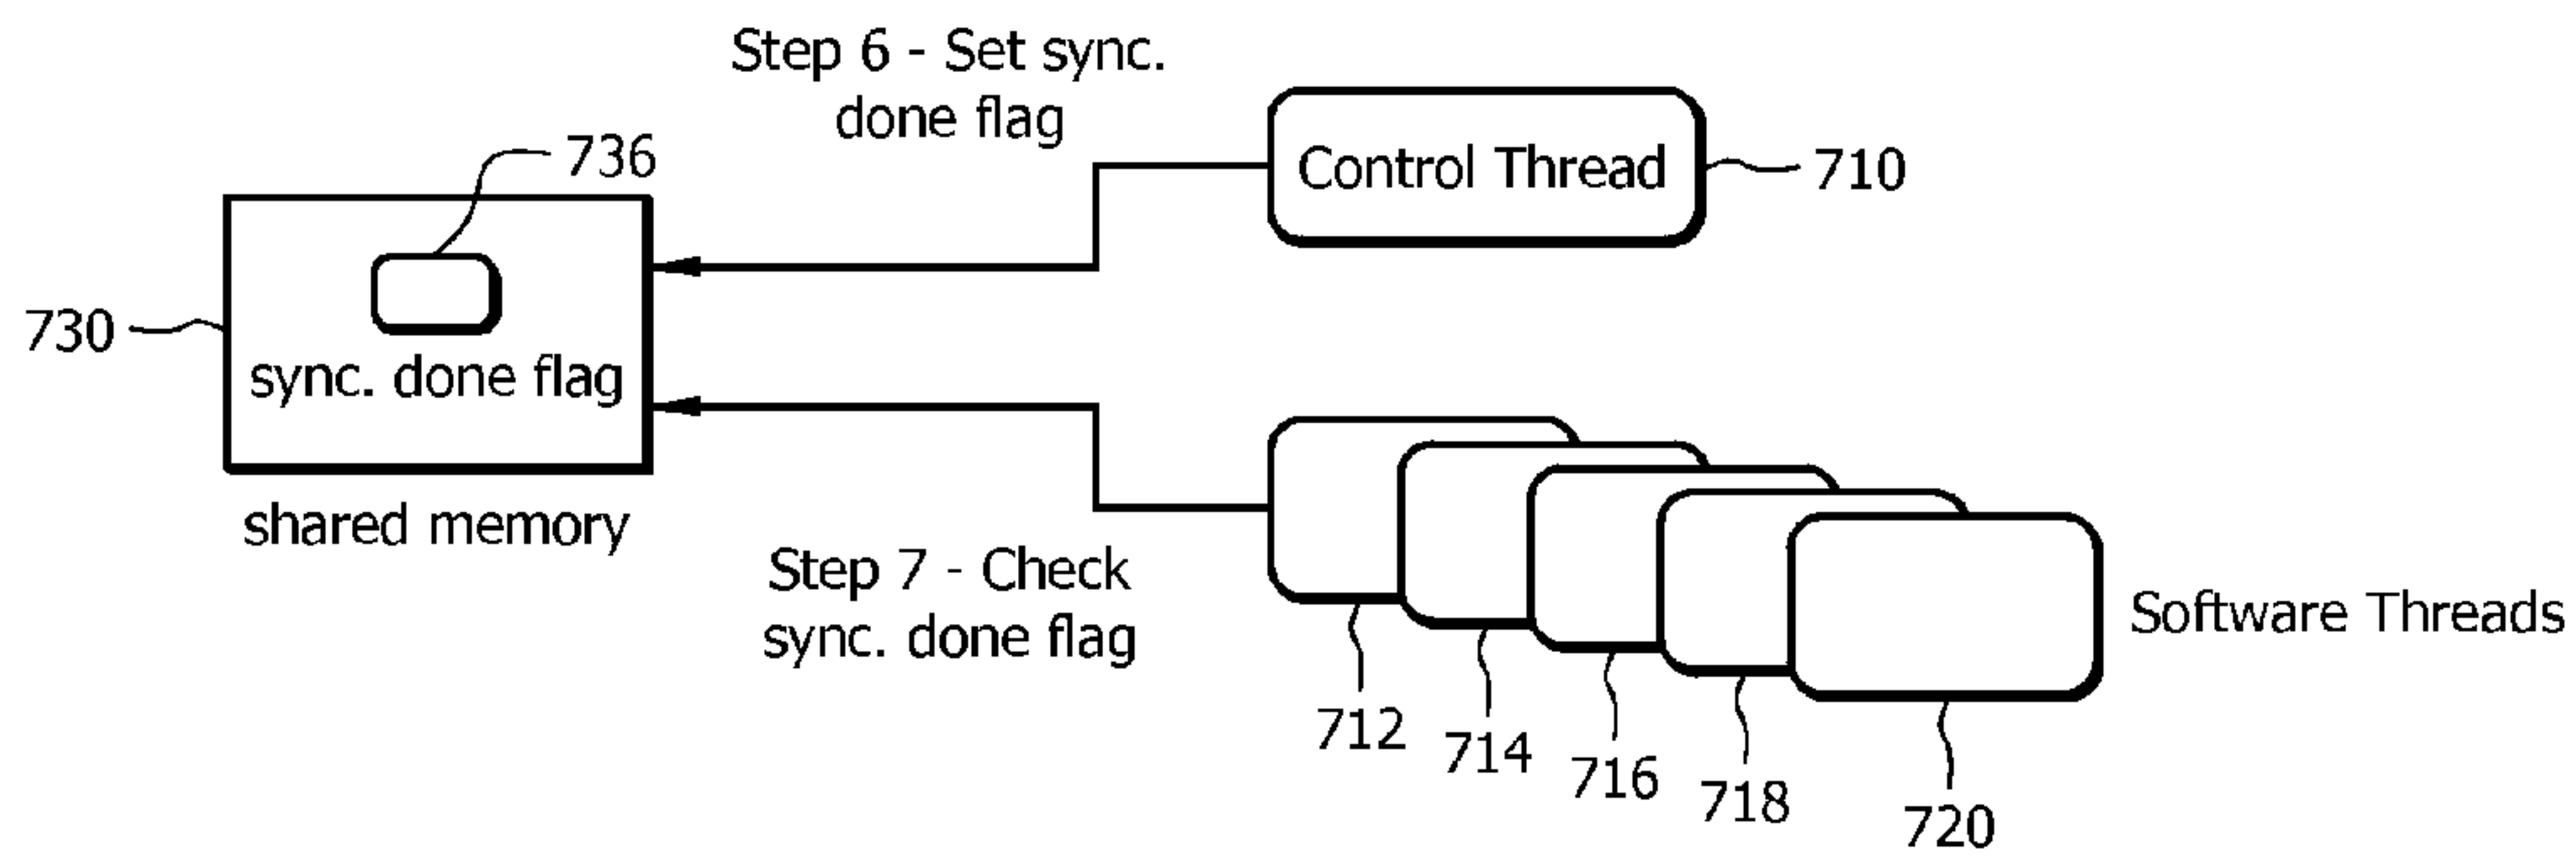 Step 6 - Set sync.
done flag
736
Control Thread
710
730
sync. done flag
shared memory
Step 7 - Check
sync. done flag
Software Threads
712
714
716
718
720